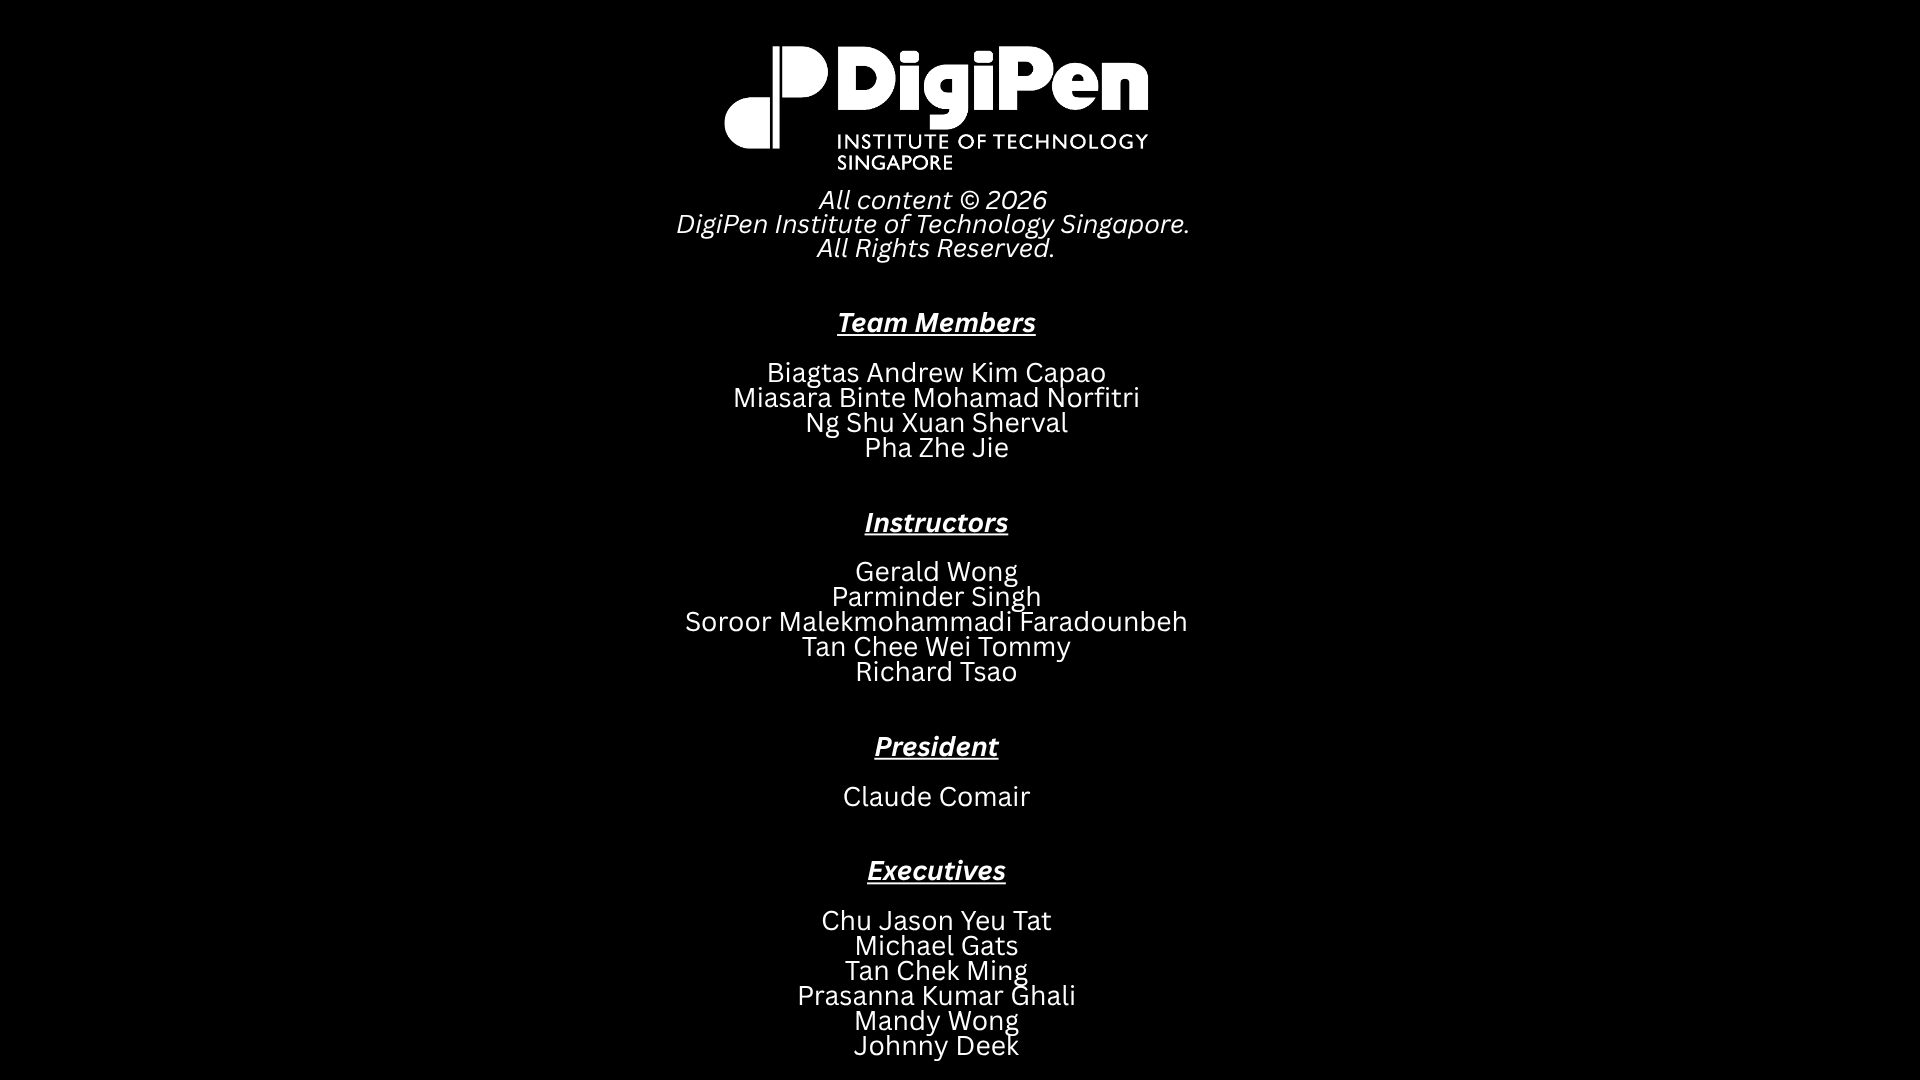 DigiPen
INSTITUTE OF TECHNOLOGY
SINGAPORE
All content © 2026
DigiPen Institute of Technology Singapore.
All Rights Reserved.
Team Members
Biagtas Andrew Kim Capao
Miasara Binte Mohamad Norfitri
Ng Shu Xuan Sherval
Pha Zhe Jie
Instructors
Gerald Wong
Parminder Singh
Soroor Malekmohammadi Faradounbeh
Tan Chee Wei Tommy
Richard Tsao
President
Claude Comair
Executives
Chu Jason Yeu Tat
Michael Gats
Tan Chek Ming
Prasanna Kumar Ghali
Mandy Wong
Johnny Deek